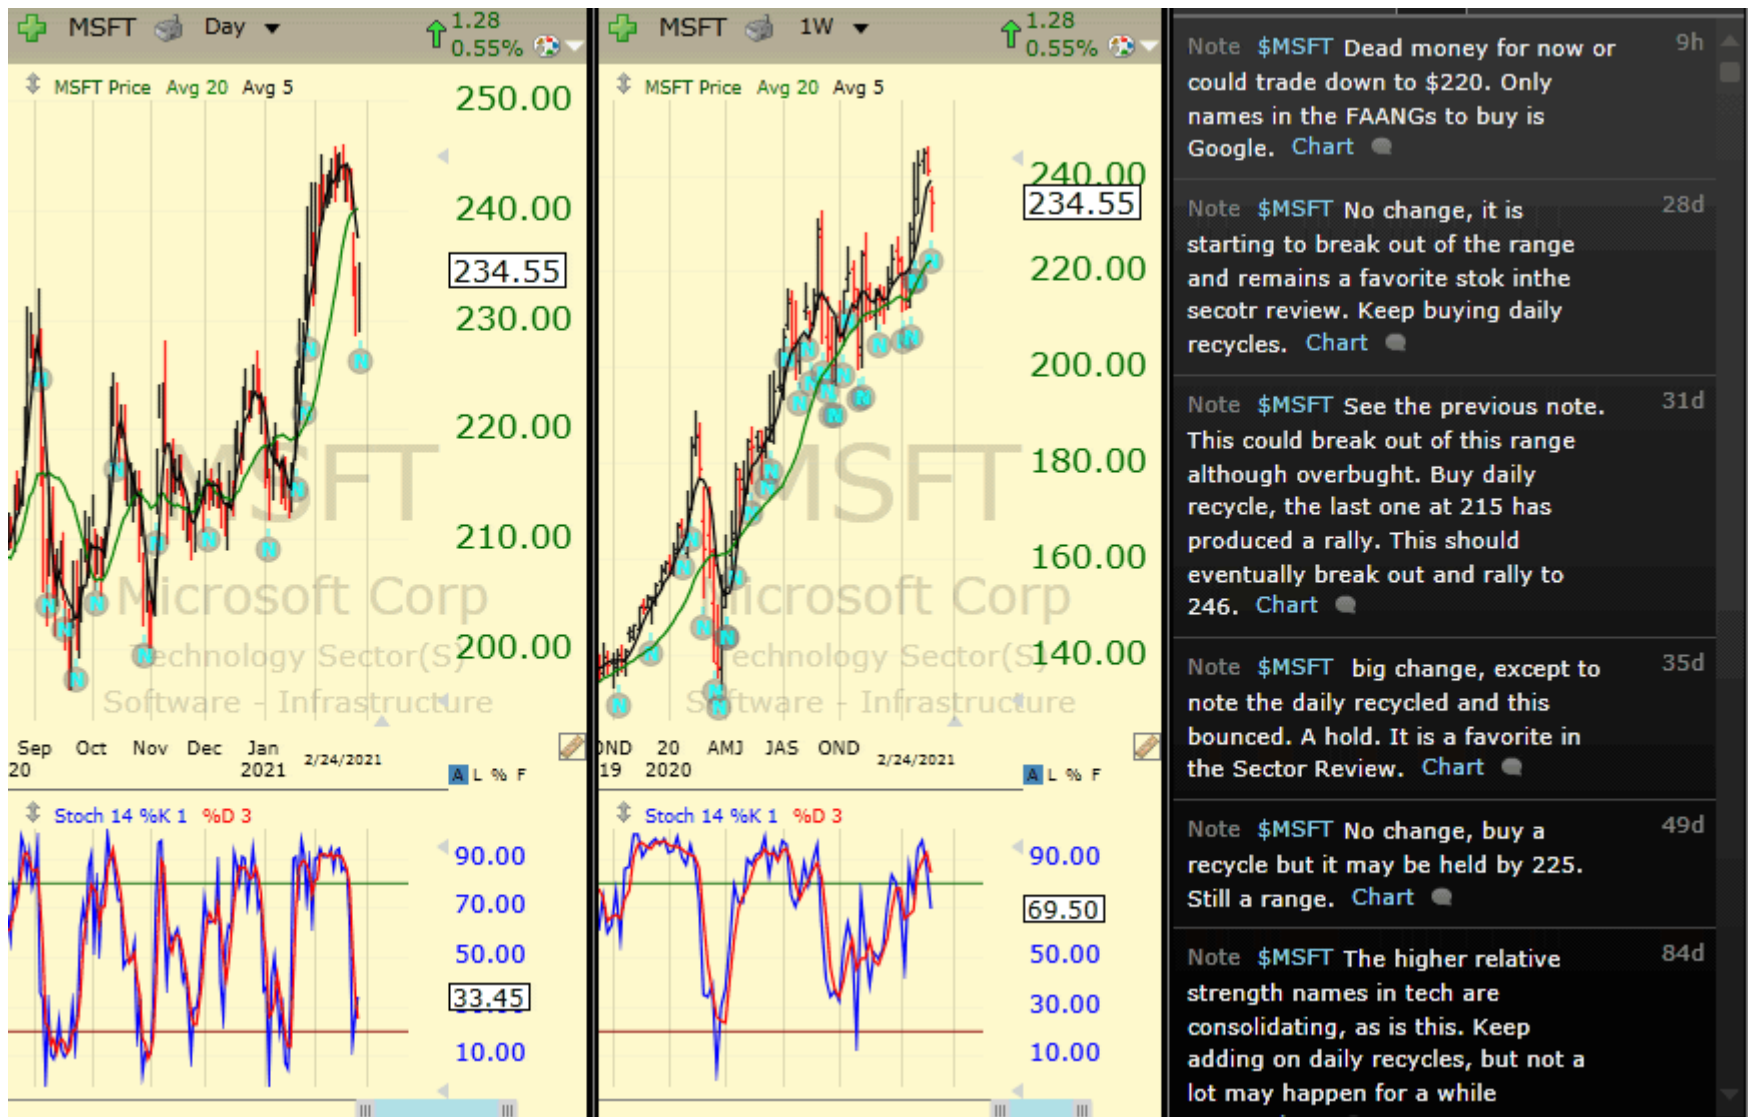 MSFT Day 1.28
0.55%
MSFT Price Avg 20 Avg 5
250.00
240.00
234.55
230.00
220.00
210.00
200.00
MSFT
Microsoft Corp
Technology Sector(S)
Software - Infrastructure
Sep Oct Nov Dec Jan
20 2021 2/24/2021
A L % F
Stoch 14 %K 1 %D 3
90.00
70.00
50.00
33.45
10.00
MSFT 1W 1.28
0.55%
MSFT Price Avg 20 Avg 5
240.00
234.55
220.00
200.00
180.00
160.00
140.00
MSFT
Microsoft Corp
Technology Sector(S)
Software - Infrastructure
OND 20 AMJ JAS OND
19 2020 2/24/2021
A L % F
Stoch 14 %K 1 %D 3
90.00
69.50
50.00
30.00
10.00
Note $MSFT Dead money for now or 9h
could trade down to $220. Only
names in the FAANGs to buy is
Google. Chart
Note $MSFT No change, it is 28d
starting to break out of the range
and remains a favorite stok inthe
secotr review. Keep buying daily
recycles. Chart
Note $MSFT See the previous note. 31d
This could break out of this range
although overbught. Buy daily
recycle, the last one at 215 has
produced a rally. This should
eventually break out and rally to
246. Chart
Note $MSFT big change, except to 35d
note the daily recycled and this
bounced. A hold. It is a favorite in
the Sector Review. Chart
Note $MSFT No change, buy a 49d
recycle but it may be held by 225.
Still a range. Chart
Note $MSFT The higher relative 84d
strength names in tech are
consolidating, as is this. Keep
adding on daily recycles, but not a
lot may happen for a while